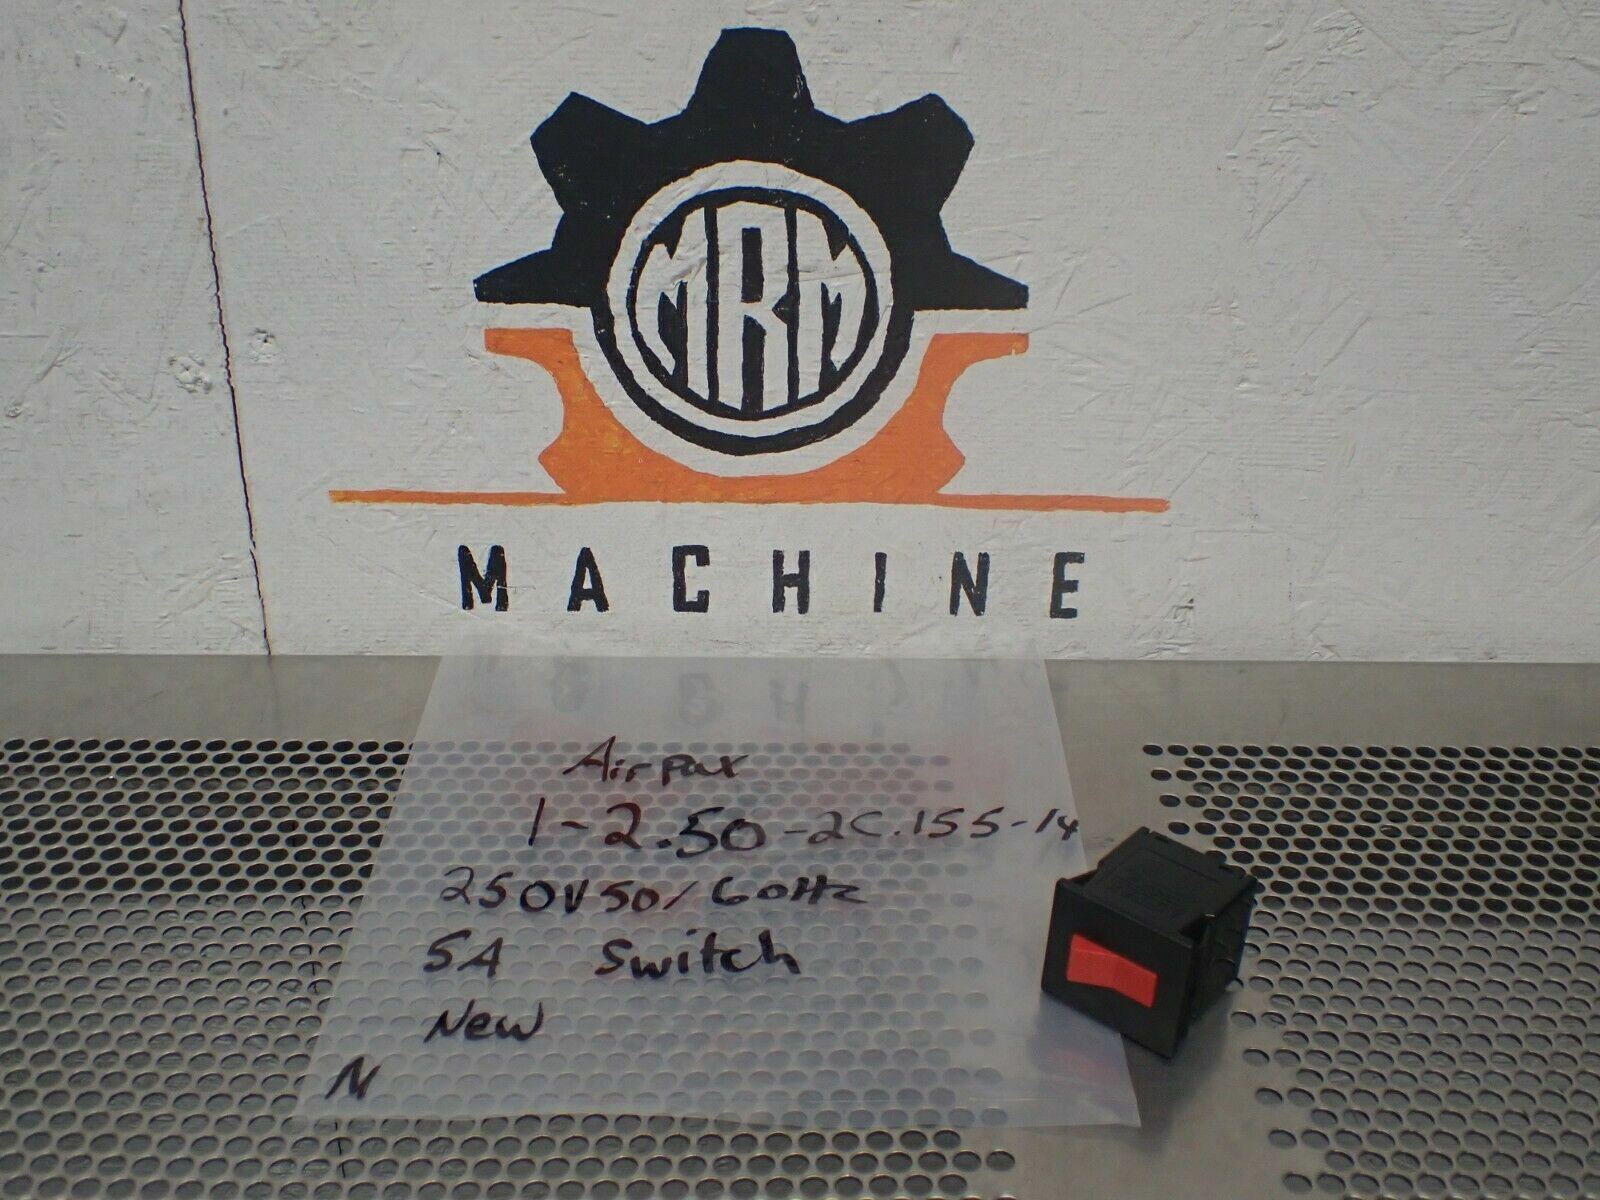 MRM
MACHINE
Airpax
1-2.50-2C.155-14
250V 50/60Hz
5A Switch
New
N